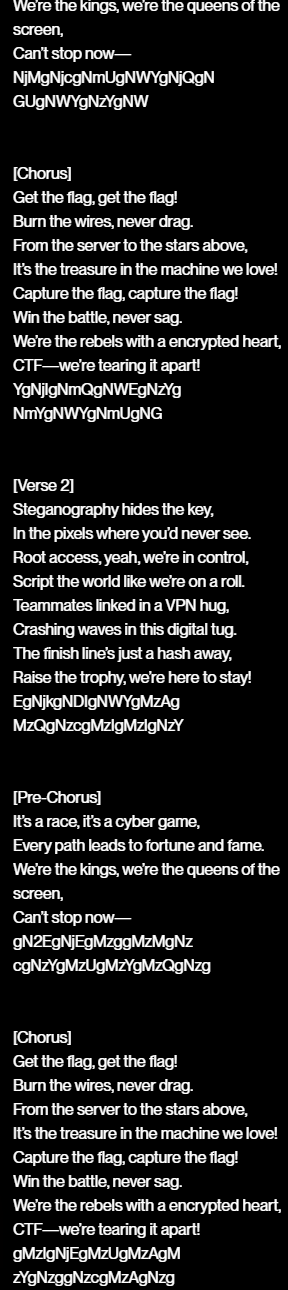 We're the kings, we're the queens of the
screen,
Can't stop now—
NjMgNjcgNmUgNWYgNjQgN
GUgNWYgNzYgNW

[Chorus]
Get the flag, get the flag!
Burn the wires, never drag.
From the server to the stars above,
It's the treasure in the machine we love!
Capture the flag, capture the flag!
Win the battle, never sag.
We're the rebels with a encrypted heart,
CTF—we're tearing it apart!
YgNjIgNmQgNWEgNzYg
NmYgNWYgNmUgNG

[Verse 2]
Steganography hides the key,
In the pixels where you'd never see.
Root access, yeah, we're in control,
Script the world like we're on a roll.
Teammates linked in a VPN hug,
Crashing waves in this digital tug.
The finish line's just a hash away,
Raise the trophy, we're here to stay!
EgNjkgNDIgNWYgMzAg
MzQgNzcgMzIgMzIgNzY

[Pre-Chorus]
It's a race, it's a cyber game,
Every path leads to fortune and fame.
We're the kings, we're the queens of the
screen,
Can't stop now—
gN2EgNjEgMzggMzMgNz
cgNzYgMzUgMzYgMzQgNzg

[Chorus]
Get the flag, get the flag!
Burn the wires, never drag.
From the server to the stars above,
It's the treasure in the machine we love!
Capture the flag, capture the flag!
Win the battle, never sag.
We're the rebels with a encrypted heart,
CTF—we're tearing it apart!
gMzIgNjEgMzUgMzAgM
zYgNzggNzcgMzAgNzg